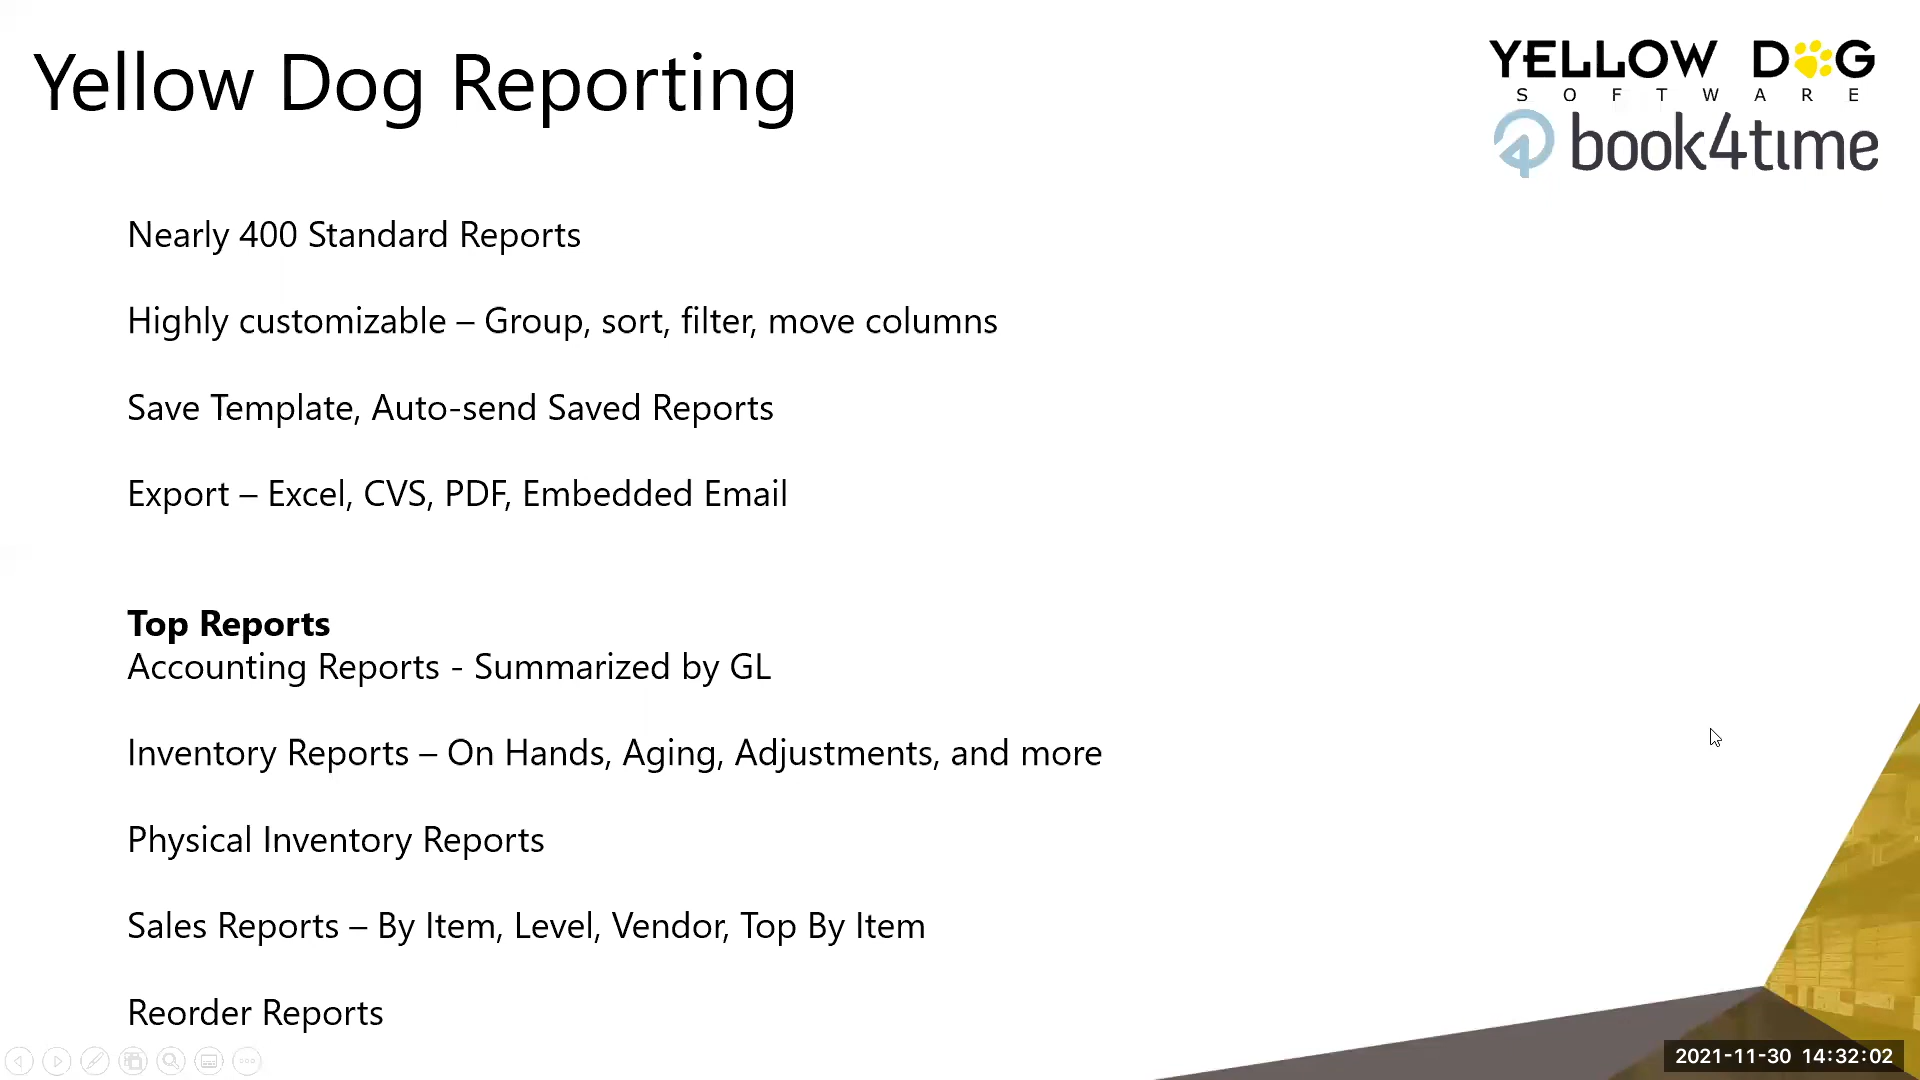 Yellow Dog Reporting
YELLOW DOG
SOFTWARE
book4time
Nearly 400 Standard Reports
Highly customizable – Group, sort, filter, move columns
Save Template, Auto-send Saved Reports
Export – Excel, CVS, PDF, Embedded Email
Top Reports
Accounting Reports - Summarized by GL
Inventory Reports – On Hands, Aging, Adjustments, and more
Physical Inventory Reports
Sales Reports – By Item, Level, Vendor, Top By Item
Reorder Reports
2021-11-30 14:32:02